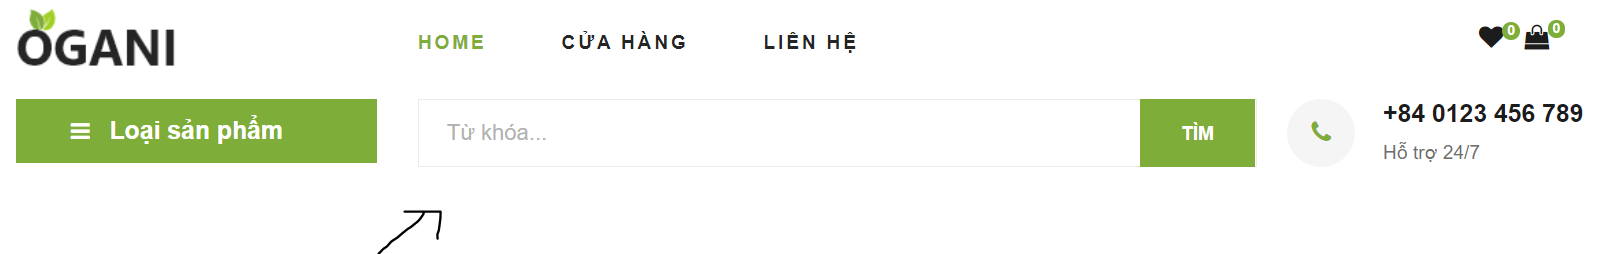 OGANI
HOME CỬA HÀNG LIÊN HỆ
0 0
Loại sản phẩm
Từ khóa...
TÌM
+84 0123 456 789
Hỗ trợ 24/7